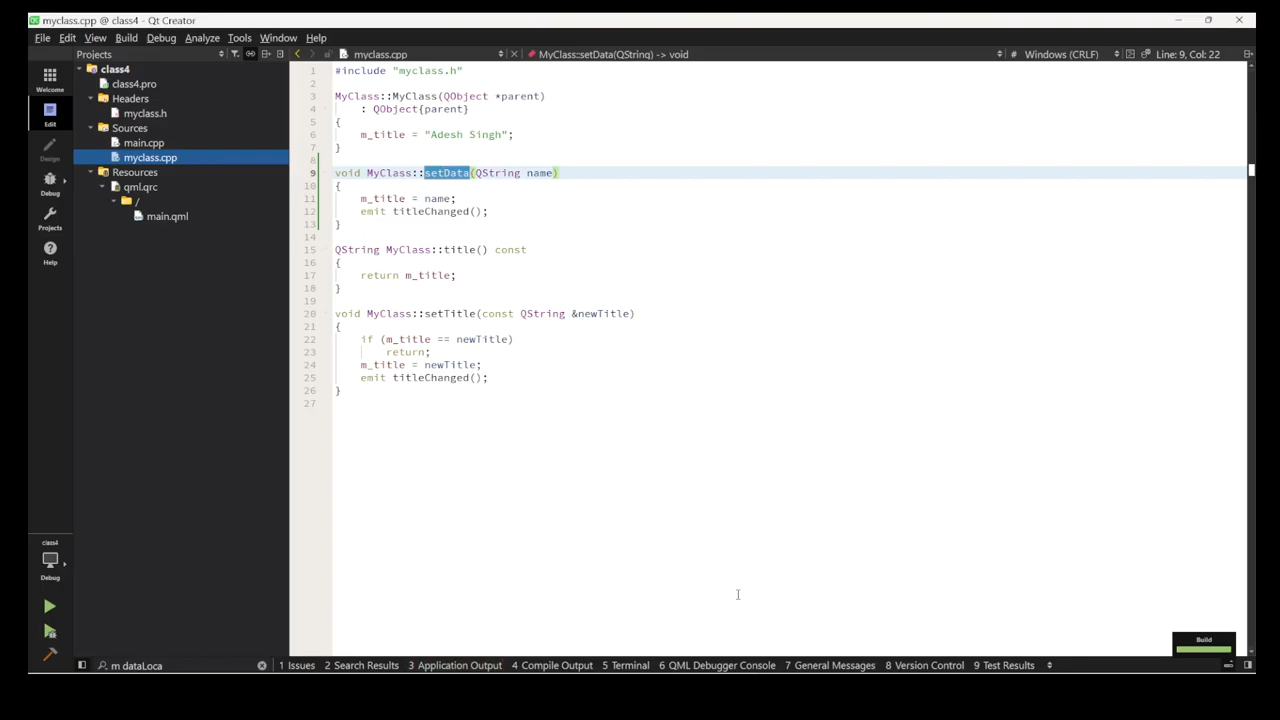 myclass.cpp @ class4 - Qt Creator
File Edit View Build Debug Analyze Tools Window Help
Projects myclass.cpp MyClass::setData(QString) -> void # Windows (CRLF) Line: 9, Col: 22
Welcome
Edit
Design
Debug
Projects
Help
class4
class4.pro
Headers
myclass.h
Sources
main.cpp
myclass.cpp
Resources
qml.qrc
/
main.qml
1 #include "myclass.h"
2
3 MyClass::MyClass(QObject *parent)
4 : QObject{parent}
5 {
6 m_title = "Adesh Singh";
7 }
8
9 void MyClass::setData(QString name)
10 {
11 m_title = name;
12 emit titleChanged();
13 }
14
15 QString MyClass::title() const
16 {
17 return m_title;
18 }
19
20 void MyClass::setTitle(const QString &newTitle)
21 {
22 if (m_title == newTitle)
23 return;
24 m_title = newTitle;
25 emit titleChanged();
26 }
27
class4
Debug
Build
m dataLoca 1 Issues 2 Search Results 3 Application Output 4 Compile Output 5 Terminal 6 QML Debugger Console 7 General Messages 8 Version Control 9 Test Results